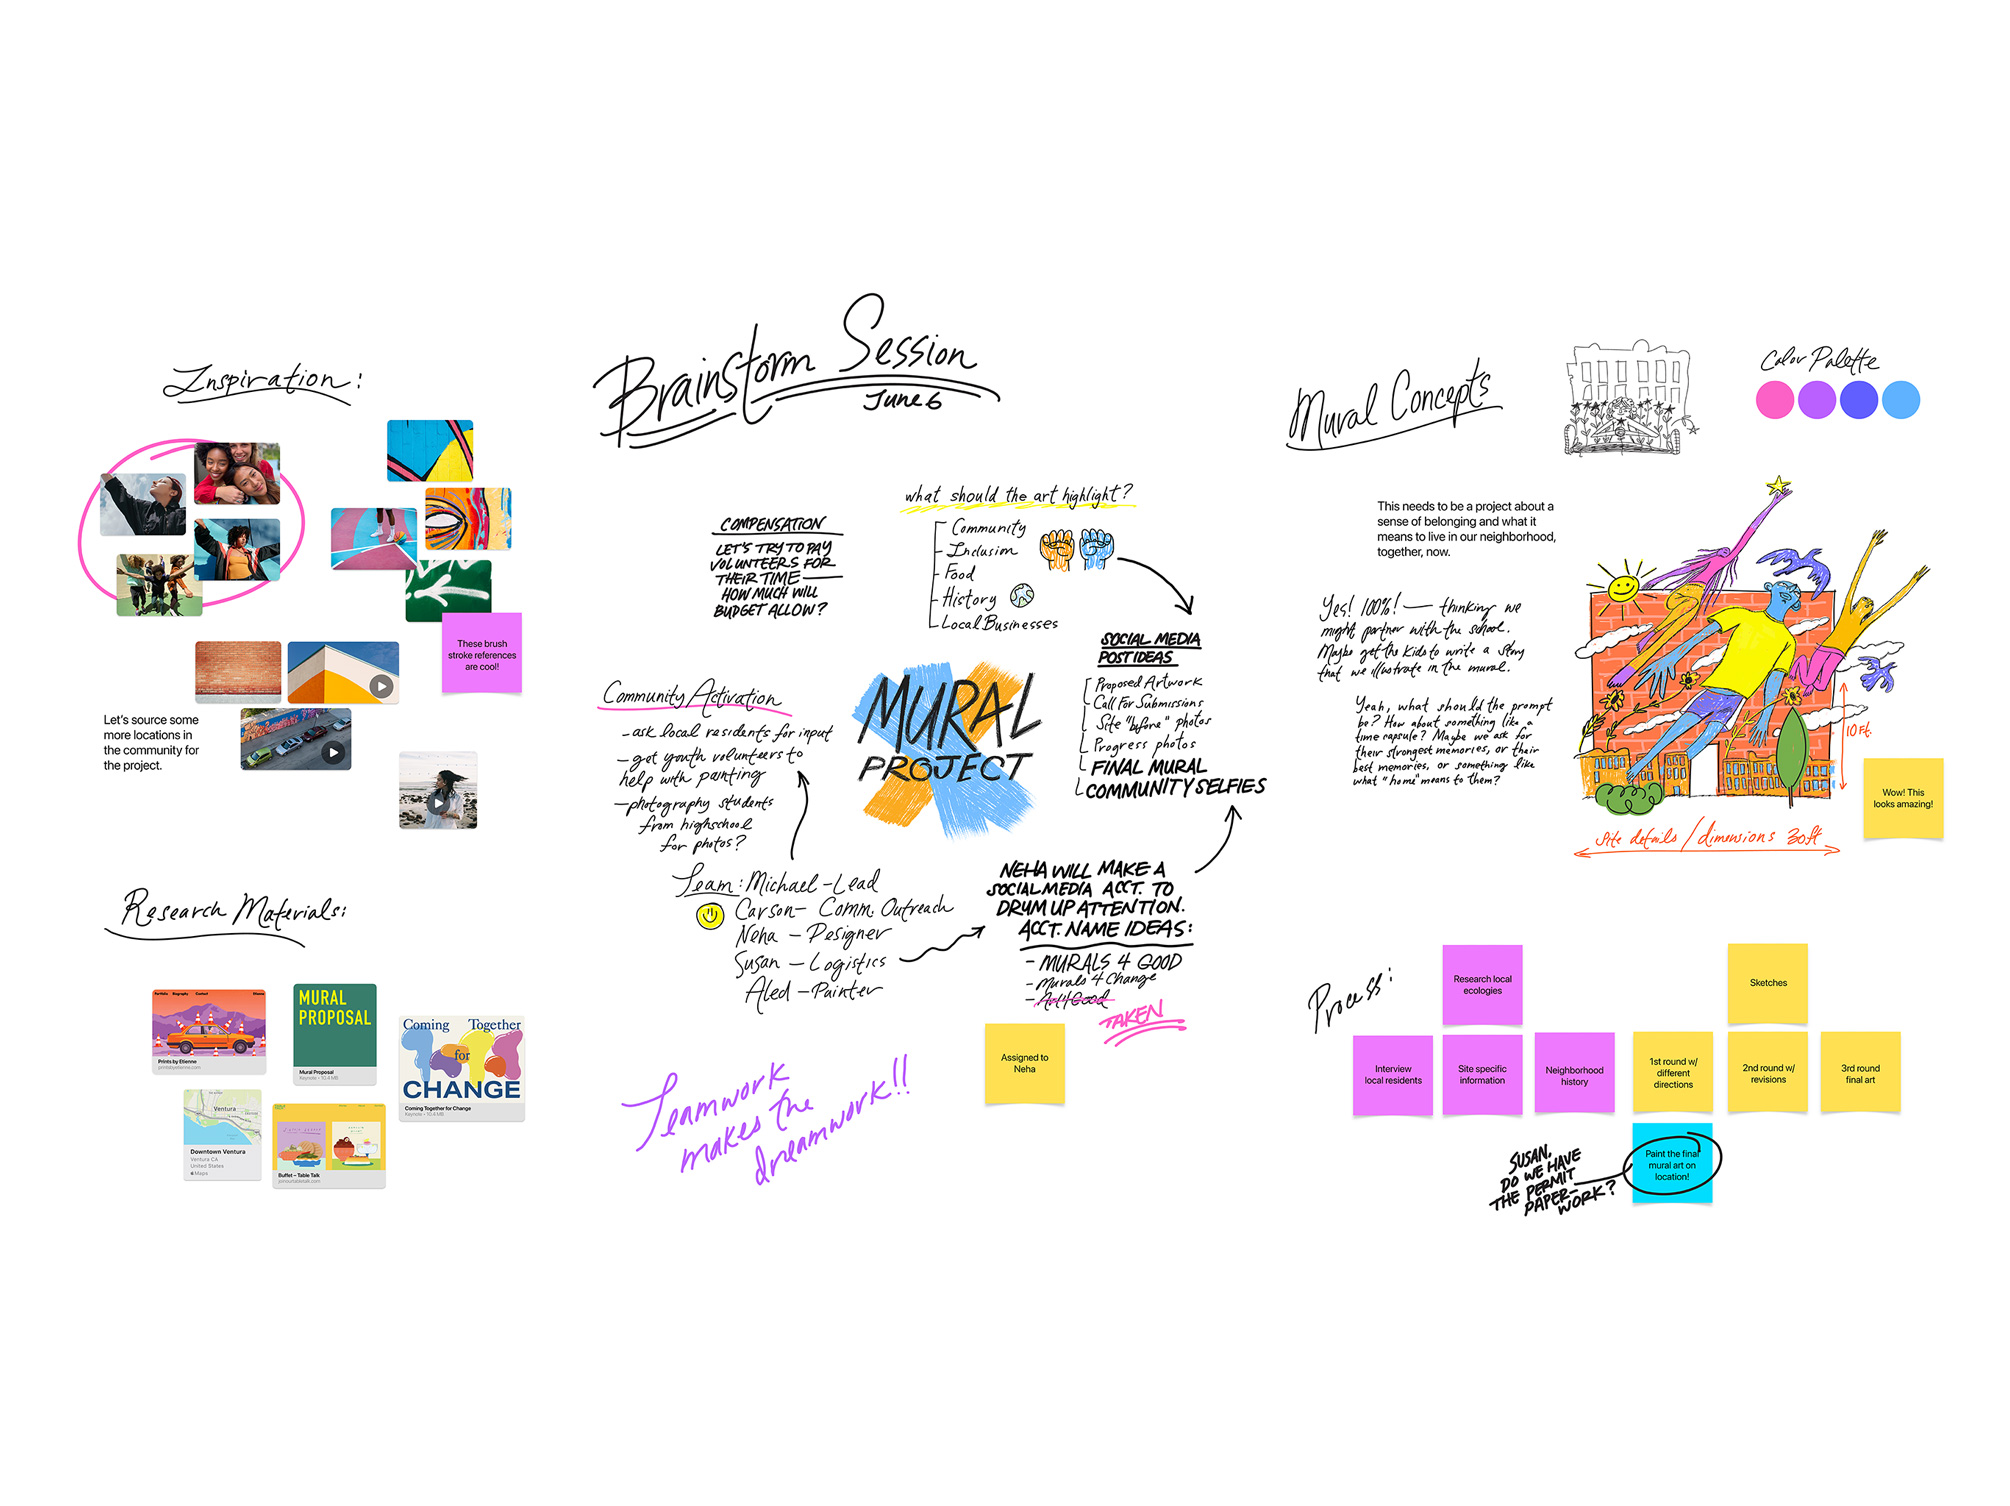 Inspiration:
These brush
stroke references
are cool!
Let's source some
more locations in
the community for
the project.
Research Materials:
Prints by Etienne
MURAL
PROPOSAL
Mural Proposal
Keynote • 10.4 MB
Coming Together
for
CHANGE
Coming Together for Change
Keynote • 10.6 MB
Ventura
Downtown Ventura
Ventura CA
United States
Maps
Buffet – Table Talk
joinourtabletalk.com
Brainstorm Session
June 6
COMPENSATION
LET'S TRY TO PAY
VOLUNTEERS FOR
THEIR TIME —
HOW MUCH WILL
BUDGET ALLOW?
what should the art highlight?
Community
Inclusion
Food
History
Local Businesses
SOCIAL MEDIA
POST IDEAS
Proposed Artwork
Call For Submissions
Site "before" photos
Progress photos
FINAL MURAL
COMMUNITY SELFIES
Community Activation
- ask local residents for input
- got youth volunteers to
help with painting
- photography students
from highschool
for photos?
MURAL
PROJECT
Team: Michael - Lead
Carson - Comm. Outreach
Neha - Designer
Susan - Logistics
Aled - Painter
NEHA WILL MAKE A
SOCIAL MEDIA ACCT. TO
DRUM UP ATTENTION.
ACCT. NAME IDEAS:
- MURALS 4 GOOD
- Murals 4 Change
- Art 4 Good
TAKEN
Assigned to
Neha
Teamwork
makes the
dreamwork!!
Mural Concepts
Color Palette
This needs to be a project about a
sense of belonging and what it
means to live in our neighborhood,
together, now.
Yes! 100%! — thinking we
might partner with the school.
Maybe get the kids to write a story
that we illustrate in the mural.
Yeah, what should the prompt
be? How about something like a
time capsule? Maybe we ask for
their strongest memories, or their
best memories, or something like
what "home" means to them?
10 Ft.
Site details / dimensions 30ft
Wow! This
looks amazing!
Process:
Research local
ecologies
Sketches
Interview
local residents
Site specific
information
Neighborhood
history
1st round w/
different
directions
2nd round w/
revisions
3rd round
final art
SUSAN,
DO WE HAVE
THE PERMIT
PAPER-
WORK?
Paint the final
mural art on
location!